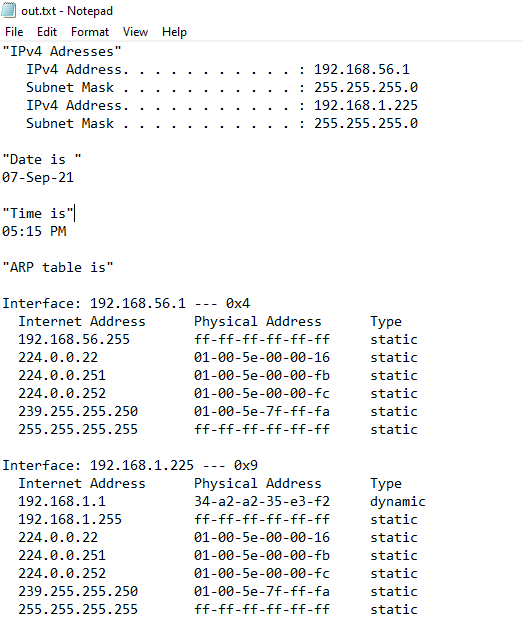 out.txt - Notepad
File Edit Format View Help
"IPv4 Adresses"
   IPv4 Address. . . . . . . . . . . : 192.168.56.1
   Subnet Mask . . . . . . . . . . . : 255.255.255.0
   IPv4 Address. . . . . . . . . . . : 192.168.1.225
   Subnet Mask . . . . . . . . . . . : 255.255.255.0

"Date is "
07-Sep-21

"Time is"
05:15 PM

"ARP table is"

Interface: 192.168.56.1 --- 0x4
  Internet Address      Physical Address      Type
  192.168.56.255        ff-ff-ff-ff-ff-ff     static
  224.0.0.22            01-00-5e-00-00-16     static
  224.0.0.251           01-00-5e-00-00-fb     static
  224.0.0.252           01-00-5e-00-00-fc     static
  239.255.255.250       01-00-5e-7f-ff-fa     static
  255.255.255.255       ff-ff-ff-ff-ff-ff     static

Interface: 192.168.1.225 --- 0x9
  Internet Address      Physical Address      Type
  192.168.1.1           34-a2-a2-35-e3-f2     dynamic
  192.168.1.255         ff-ff-ff-ff-ff-ff     static
  224.0.0.22            01-00-5e-00-00-16     static
  224.0.0.251           01-00-5e-00-00-fb     static
  224.0.0.252           01-00-5e-00-00-fc     static
  239.255.255.250       01-00-5e-7f-ff-fa     static
  255.255.255.255       ff-ff-ff-ff-ff-ff     static